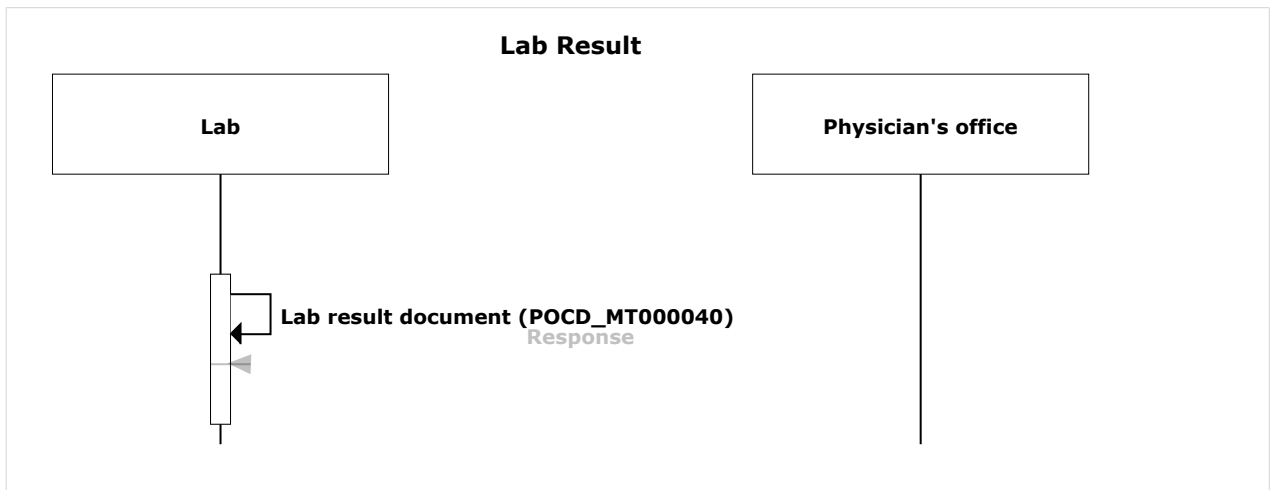 Lab Result
Lab
Physician's office
Lab result document (POCD_MT000040)
Response